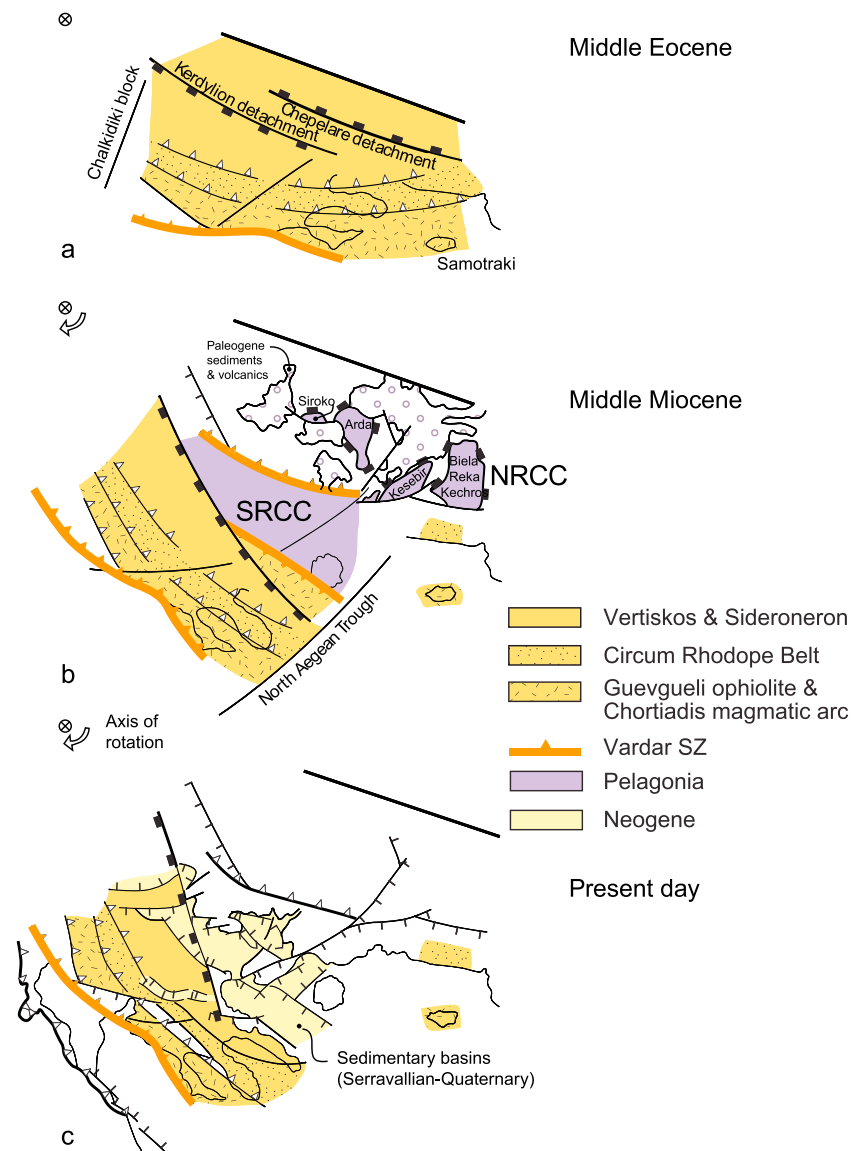 Middle Eocene
Chalkidiki block
Kerdylion detachment
Chepelare detachment
a
Samotraki
Middle Miocene
Paleogene
sediments
& volcanics
Siroko
Arda
Biela
Reka
Kechros
Kesebir
NRCC
SRCC
North Aegean Trough
b
Vertiskos & Sideroneron
Circum Rhodope Belt
Guevgueli ophiolite &
Chortiadis magmatic arc
Vardar SZ
Pelagonia
Neogene
Axis of
rotation
Present day
Sedimentary basins
(Serravallian-Quaternary)
c